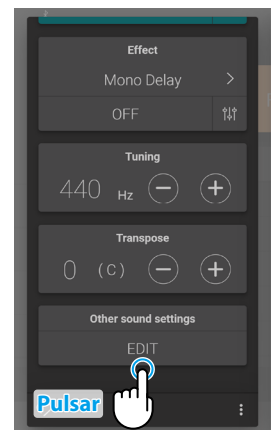 Effect
Mono Delay
OFF
Tuning
440 Hz
Transpose
0 (C)
Other sound settings
EDIT
Pulsar